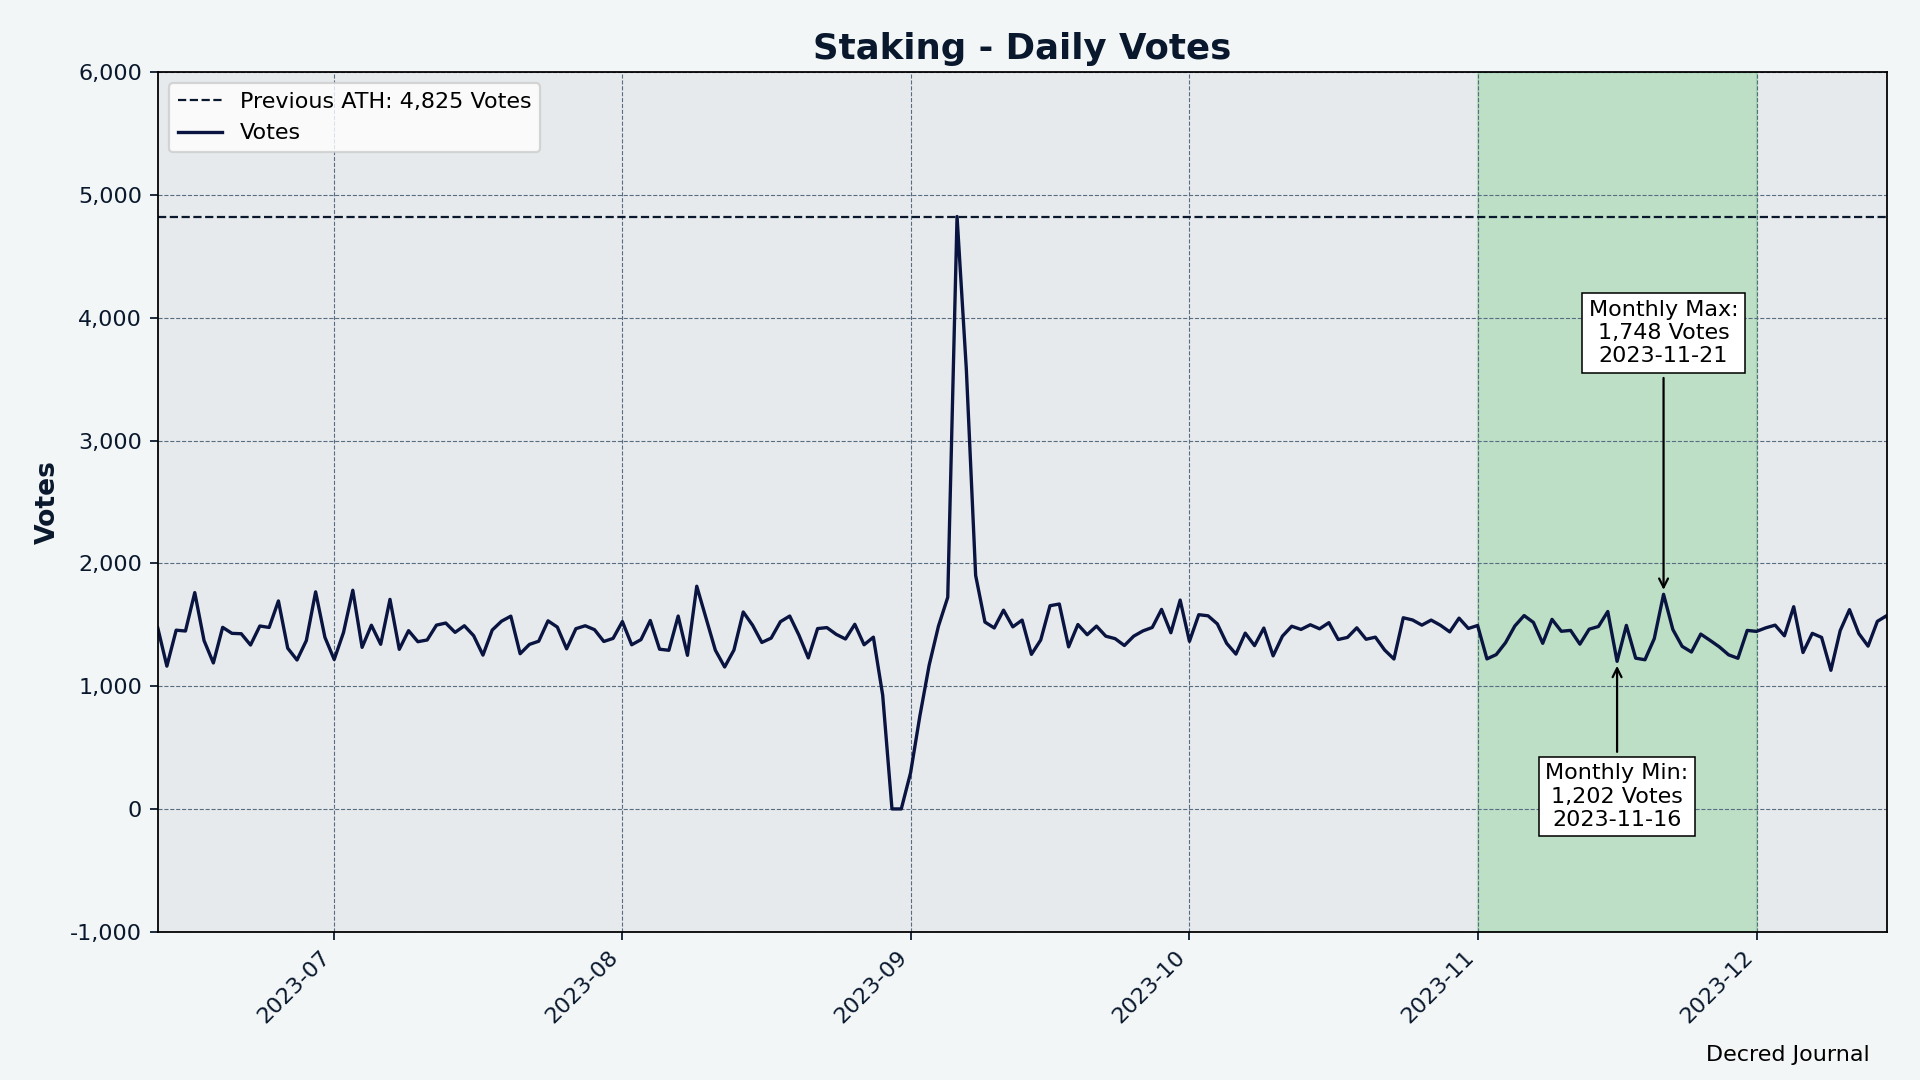 Staking - Daily Votes
Previous ATH: 4,825 Votes
Votes
6,000
5,000
4,000
3,000
2,000
1,000
0
-1,000
Votes
Monthly Max:
1,748 Votes
2023-11-21
Monthly Min:
1,202 Votes
2023-11-16
2023-07
2023-08
2023-09
2023-10
2023-11
2023-12
Decred Journal